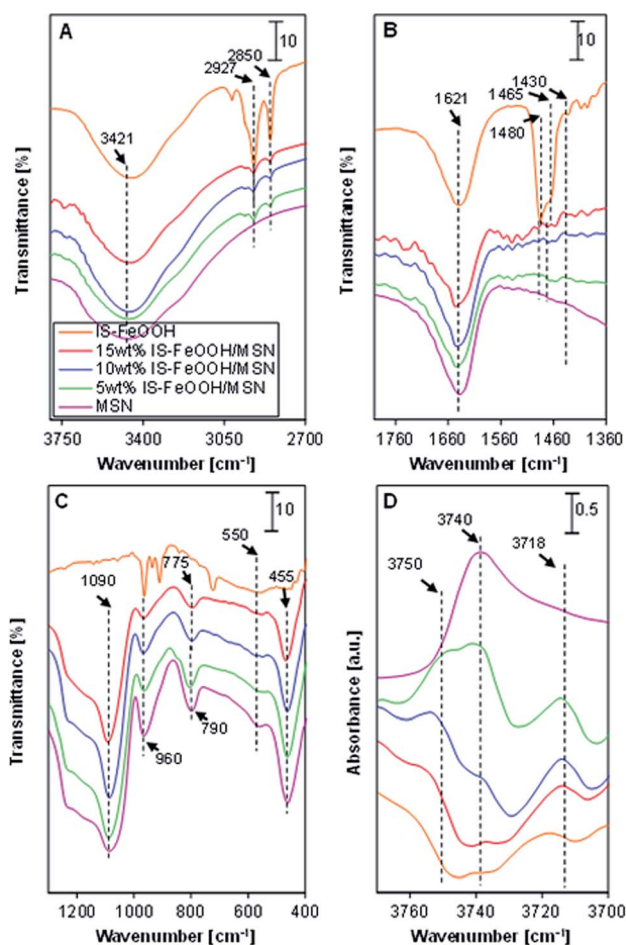 A
10
2850
2927
3421
Transmittance [%]
IS-FeOOH
15wt% IS-FeOOH/MSN
10wt% IS-FeOOH/MSN
5wt% IS-FeOOH/MSN
MSN
3750 3400 3050 2700
Wavenumber [cm⁻¹]
B
10
1430
1465
1621
1480
Transmittance [%]
1760 1660 1560 1460 1360
Wavenumber [cm⁻¹]
C
10
550
775
1090
455
790
960
Transmittance [%]
1200 1000 800 600 400
Wavenumber [cm⁻¹]
D
0.5
3740
3718
3750
Absorbance [a.u.]
3760 3740 3720 3700
Wavenumber [cm⁻¹]